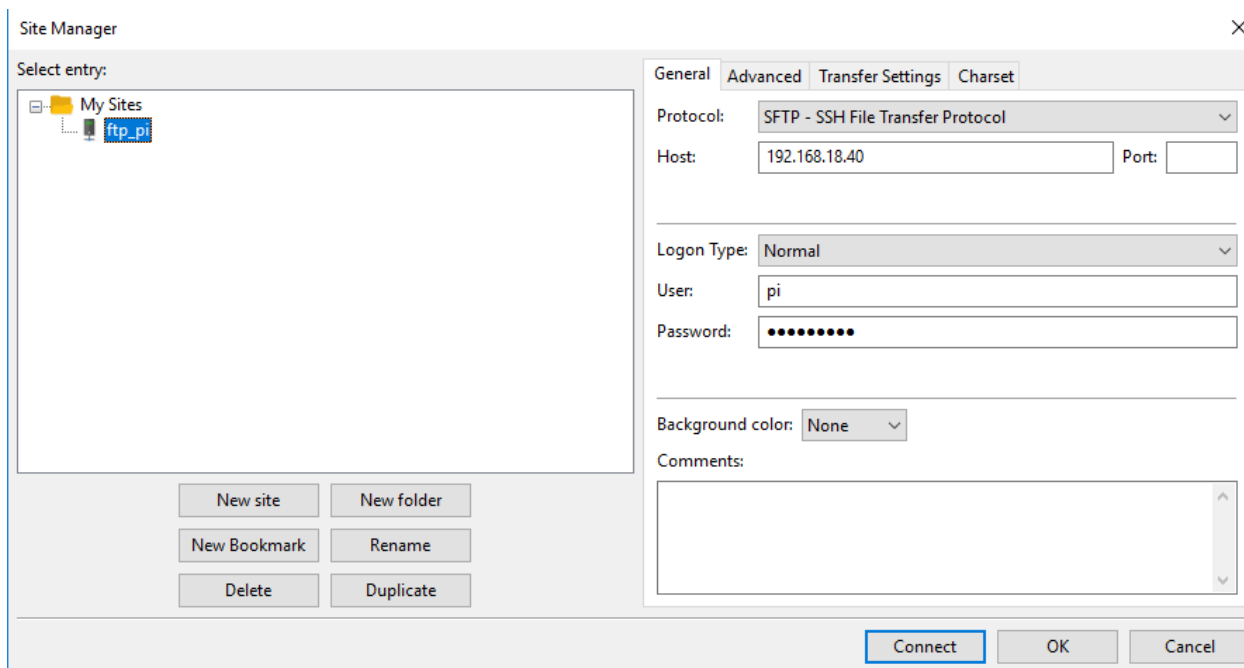 Site Manager
Select entry:
My Sites
ftp_pi
New site New folder
New Bookmark Rename
Delete Duplicate
General Advanced Transfer Settings Charset
Protocol: SFTP - SSH File Transfer Protocol
Host: 192.168.18.40 Port:
Logon Type: Normal
User: pi
Password: ●●●●●●●●●
Background color: None
Comments:
Connect OK Cancel